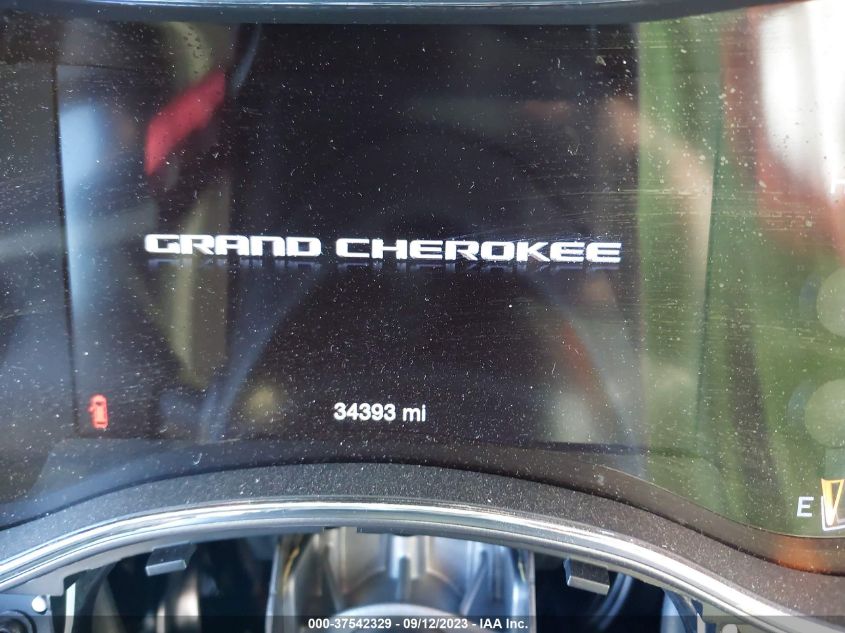 GRAND CHEROKEE
34393 mi
E
000-37542329 - 09/12/2023 - IAA Inc.